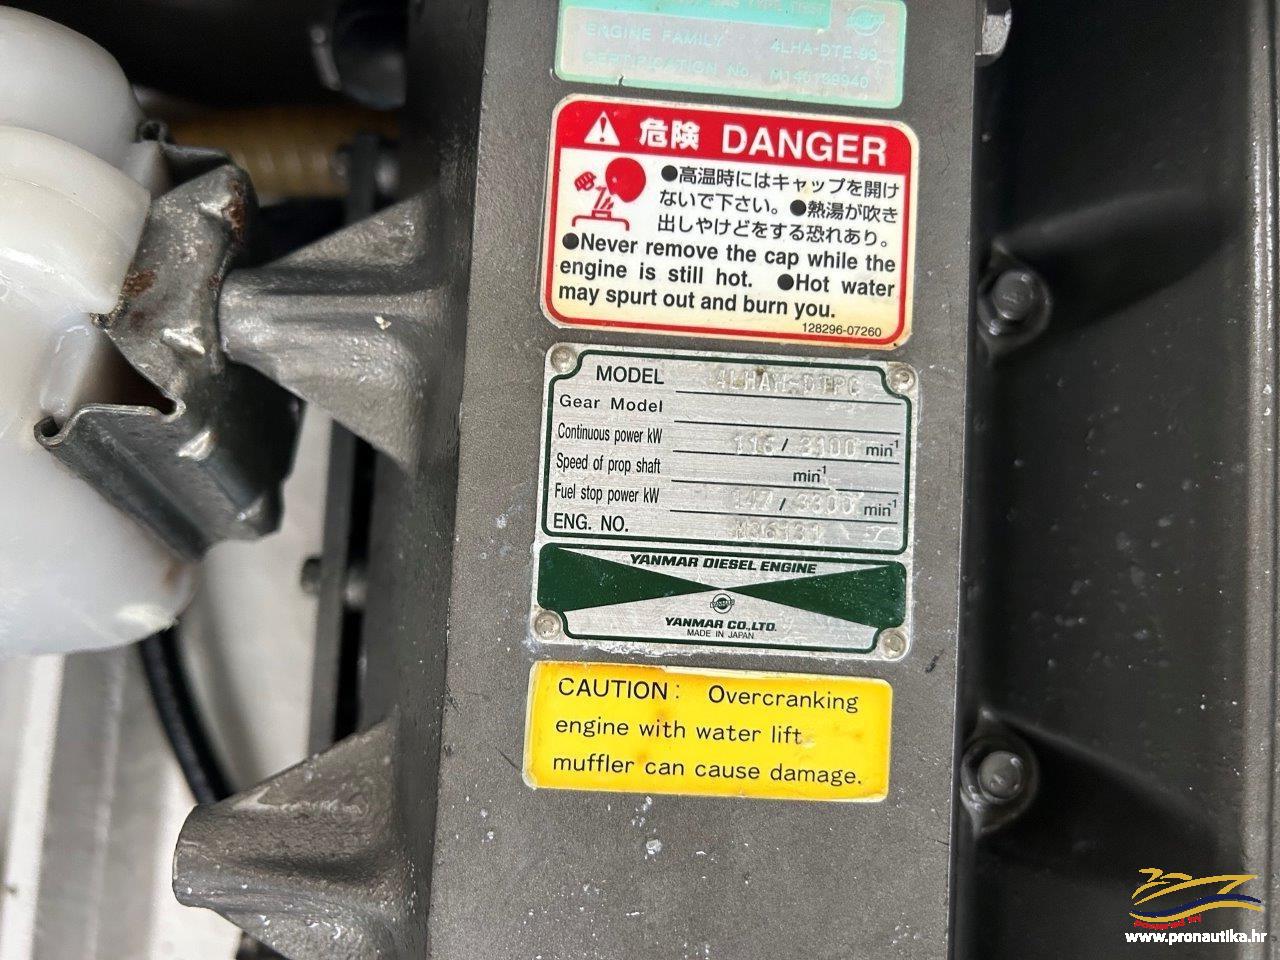 ENGINE FAMILY 4LHA-DTE-99
CERTIFICATION No. M140199940
危険 DANGER
●高温時にはキャップを開け
ないで下さい。●熱湯が吹き
出しやけどをする恐れあり。
●Never remove the cap while the
engine is still hot. ●Hot water
may spurt out and burn you.
128296-07260
MODEL
Gear Model
Continuous power kW 116 / 3100 min-1
Speed of prop shaft min-1
Fuel stop power kW 147 / 3300 min-1
ENG. NO.
YANMAR DIESEL ENGINE
YANMAR CO.,LTD.
MADE IN JAPAN
CAUTION: Overcranking
engine with water lift
muffler can cause damage.
www.pronautika.hr